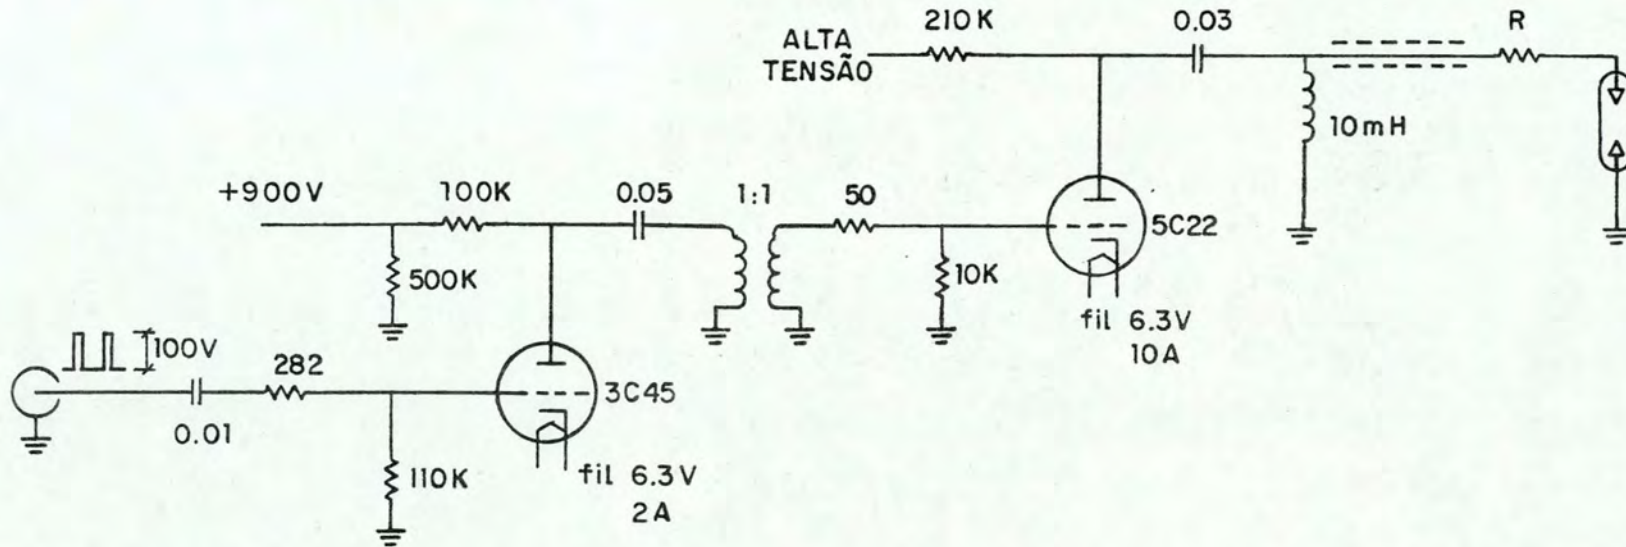 210K
0.03
R
ALTA
TENSÃO
10mH
+900V
100K
0.05
1:1
50
5C22
500K
10K
fil 6.3V
10A
100V
282
3C45
0.01
110K
fil 6.3V
2A